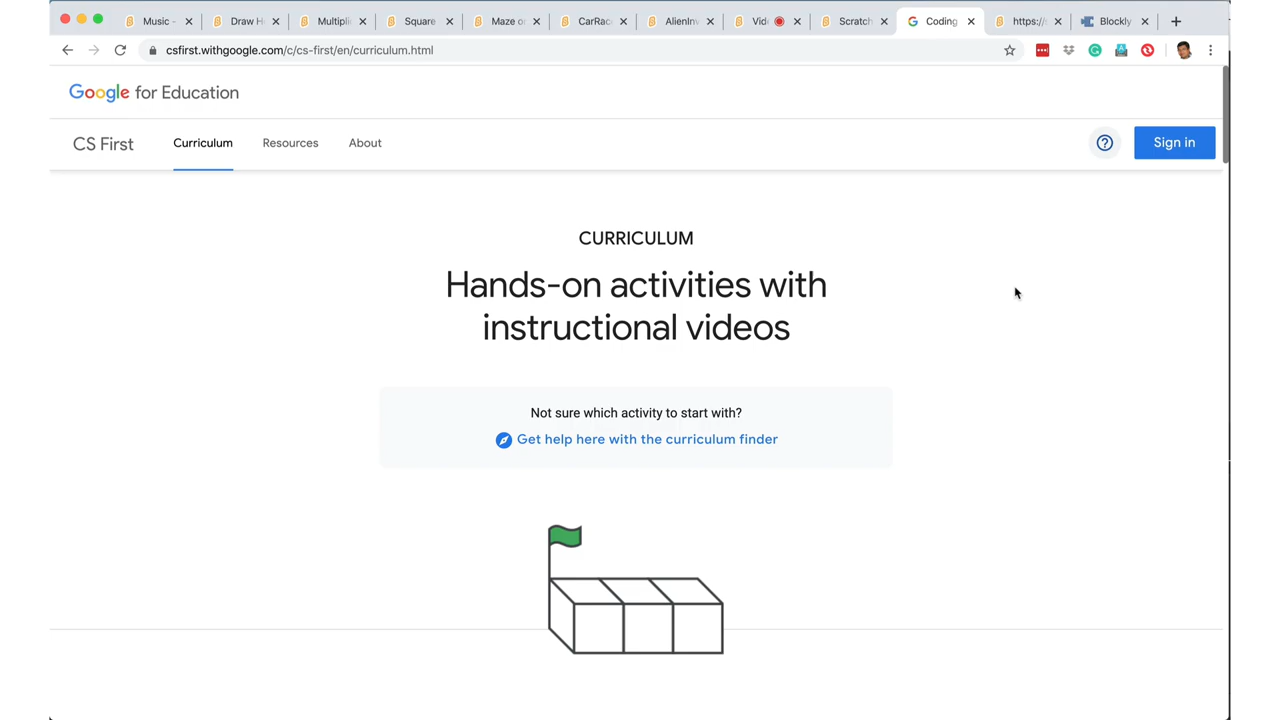 Music -
Draw H
Multipli
Square
Maze o
CarRac
AlienIn
Vid
Scratch
Coding
https://
Blockly
csfirst.withgoogle.com/c/cs-first/en/curriculum.html
Google for Education
CS First
Curriculum
Resources
About
Sign in
CURRICULUM
Hands-on activities with
instructional videos
Not sure which activity to start with?
Get help here with the curriculum finder